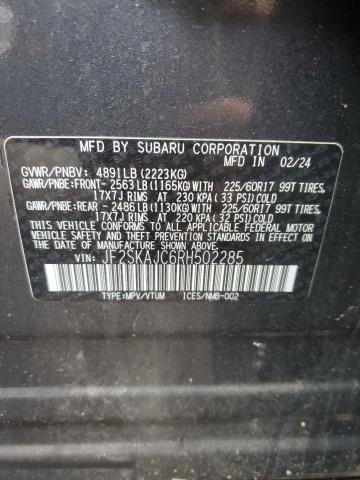 MFD BY SUBARU CORPORATION
MFD IN 02/24
GVWR/PNBV: 4891LB (2223KG)
GAWR/PNBE:FRONT- 2563LB (1165KG)WITH 225/60R17 99T TIRES,
17X7J RIMS AT 230 KPA (33 PSI)COLD
GAWR/PNBE:REAR - 2486LB (1130KG)WITH 225/60R17 99T TIRES,
17X7J RIMS AT 220 KPA (32 PSI)COLD
THIS VEHICLE CONFORMS TO ALL APPLICABLE FEDERAL MOTOR
VEHICLE SAFETY AND THEFT PREVENTION STANDARDS IN EFFECT ON
THE DATE OF MANUFACTURE SHOWN ABOVE.
VIN: JF2SKAJC6RH502285
TYPE:MPV/VTUM ICES/NMB-002